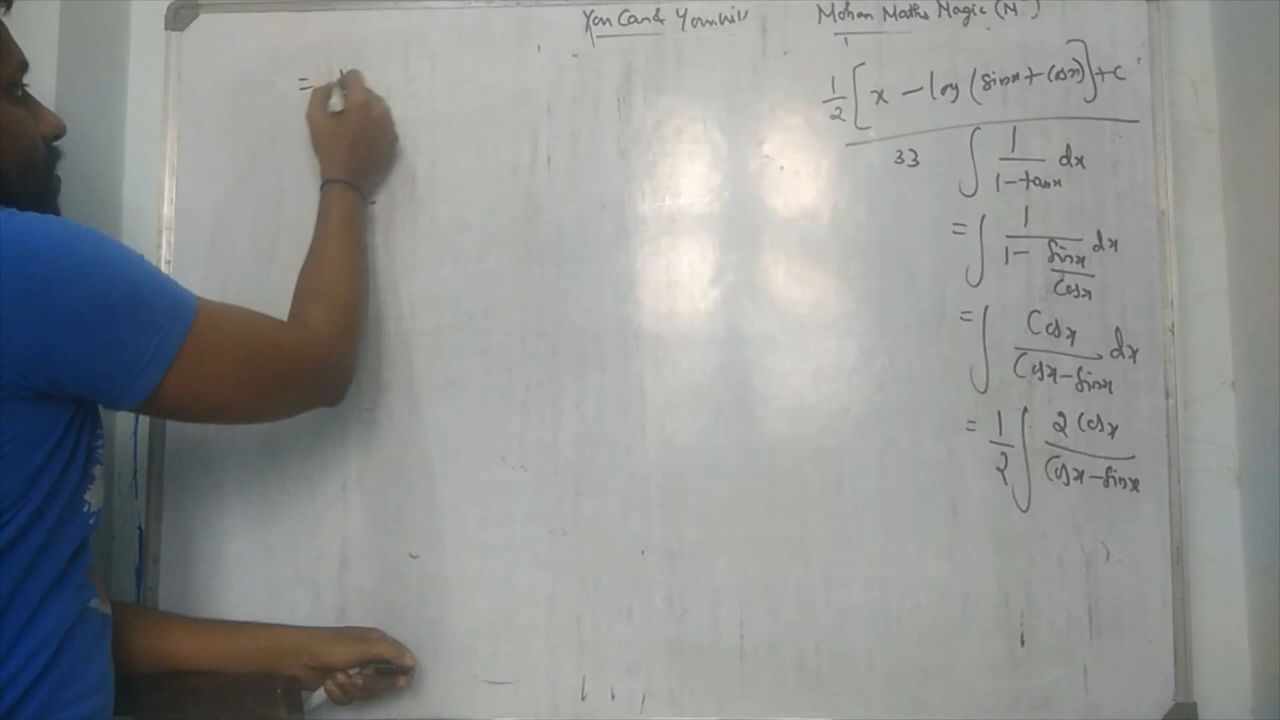 You Can & You will Mohan Maths Magic (M
1/2 [x - log (sinx + cosx)] + c
33 ∫ 1/(1 - tanx) dx
= ∫ 1/(1 - sinx/cosx) dx
= ∫ cosx/(cosx - sinx) dx
= 1/2 ∫ 2cosx/(cosx - sinx)
=